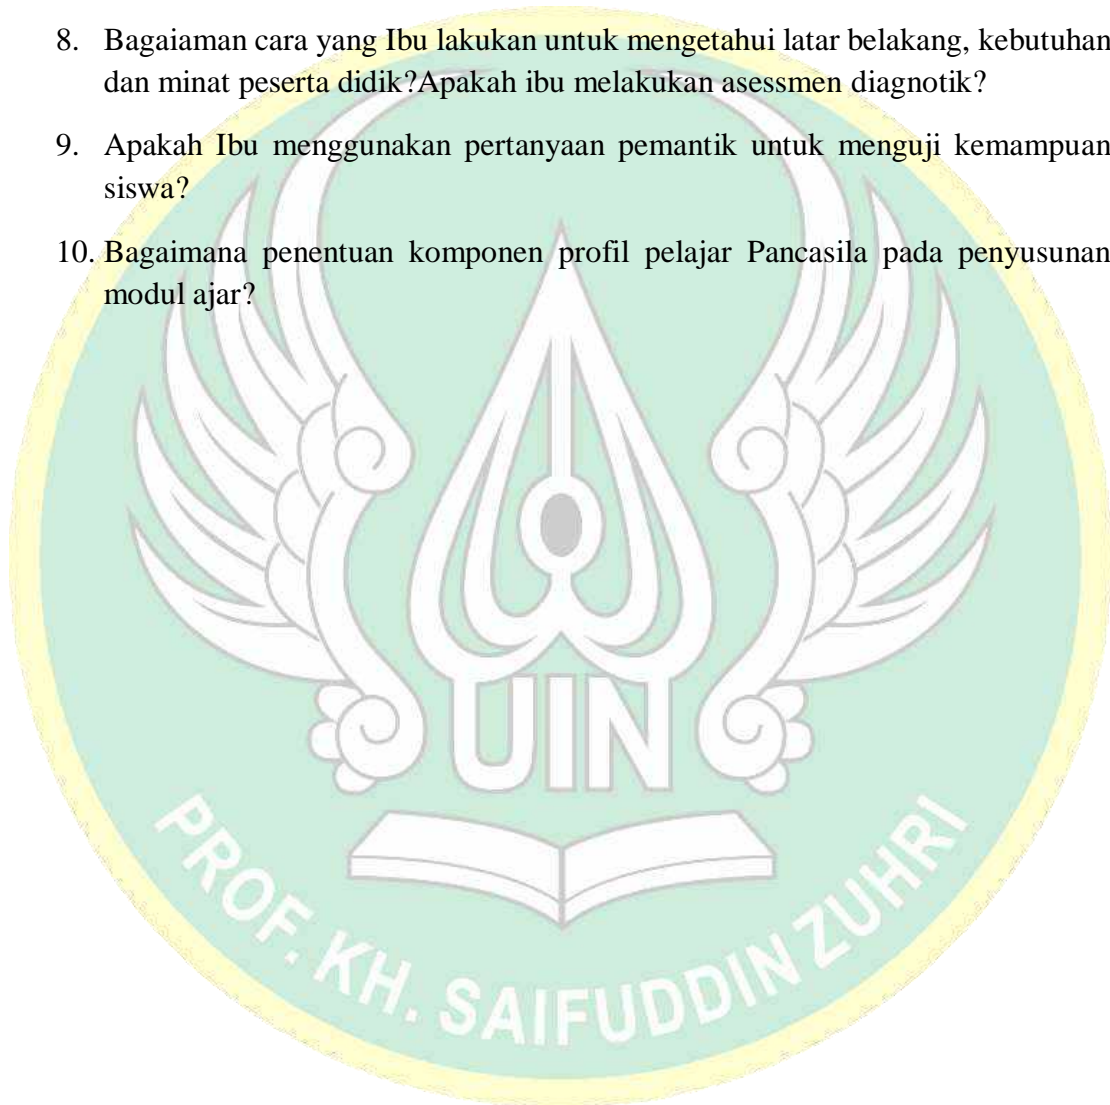 8. Bagaiaman cara yang Ibu lakukan untuk mengetahui latar belakang, kebutuhan
dan minat peserta didik?Apakah ibu melakukan asessmen diagnotik?
9. Apakah Ibu menggunakan pertanyaan pemantik untuk menguji kemampuan
siswa?
10. Bagaimana penentuan komponen profil pelajar Pancasila pada penyusunan
modul ajar?
UIN
PROF. KH. SAIFUDDIN ZUHRI